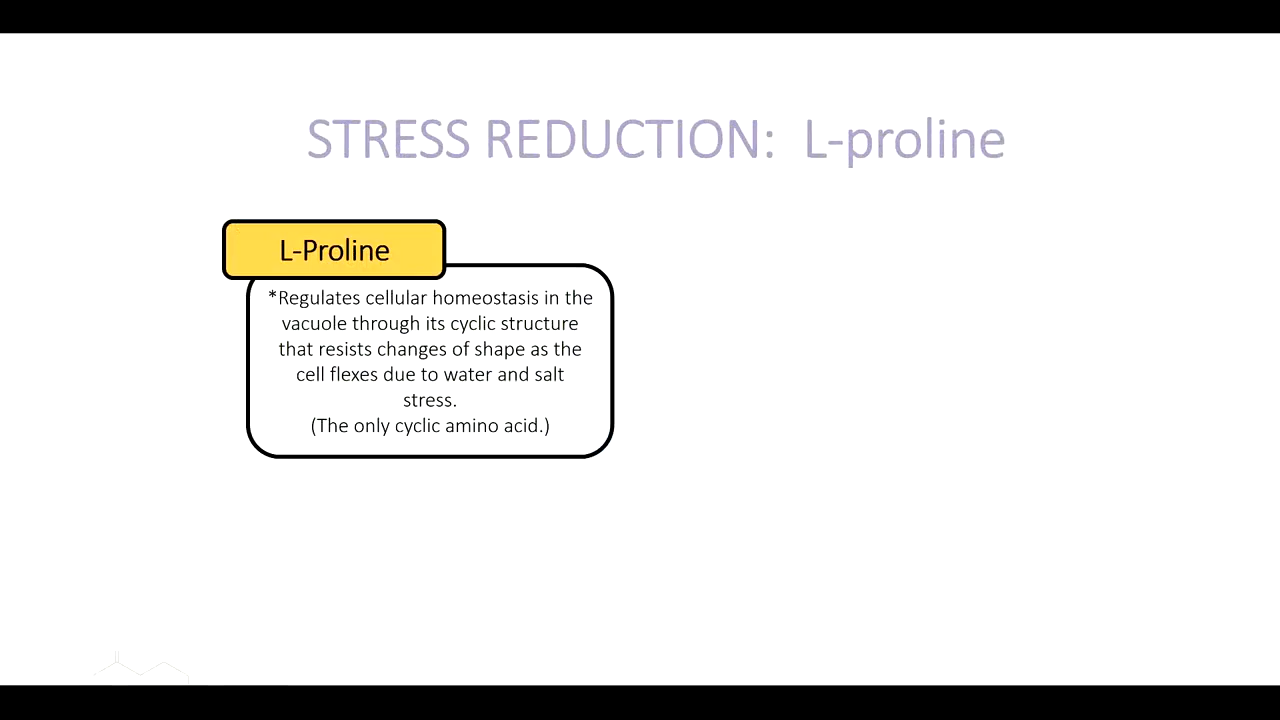 STRESS REDUCTION:  L-proline
L-Proline
*Regulates cellular homeostasis in the
vacuole through its cyclic structure
that resists changes of shape as the
cell flexes due to water and salt
stress.
(The only cyclic amino acid.)